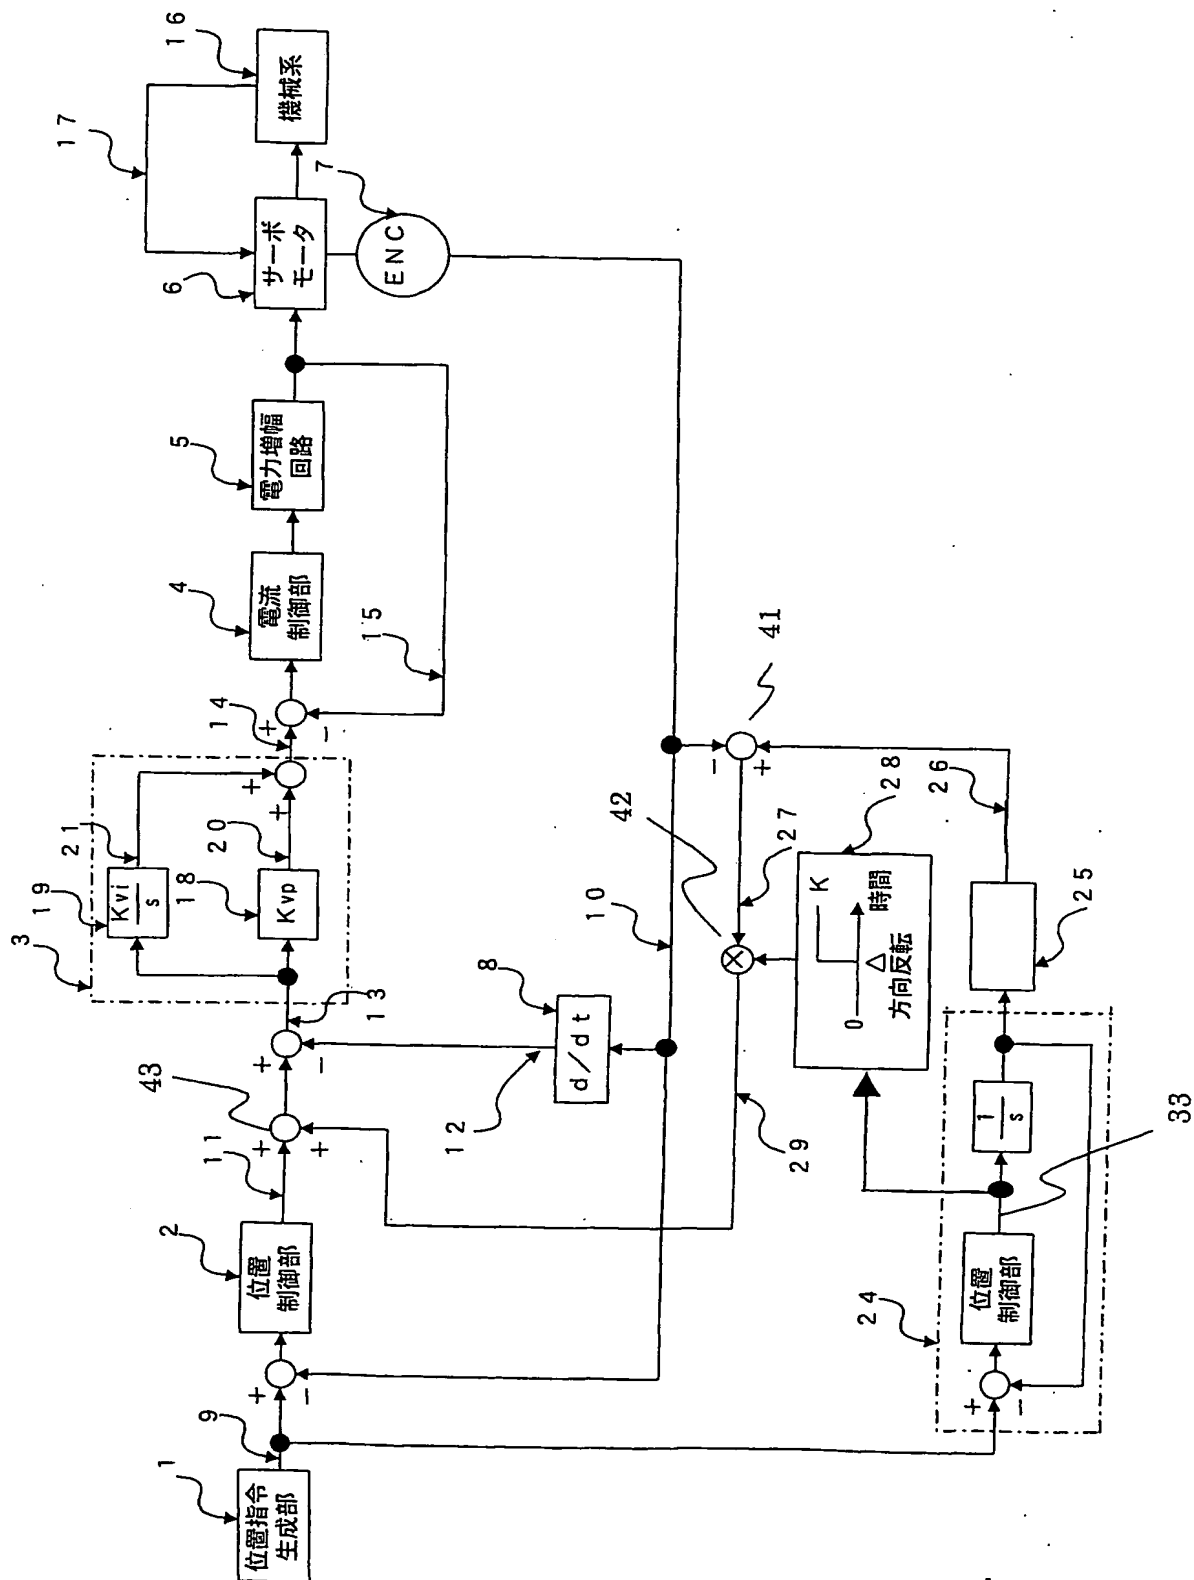 1
位置指令
生成部
9
+
−
2
位置
制御部
11
43
+
+
+
−
13
3
19
Kvi
s
21
18
Kvp
20
+
+
14
+
−
4
電流
制御部
15
5
電力増幅
回路
6
サーボ
モータ
17
16
機械系
7
ENC
8
d/dt
12
10
41
−
+
42
27
28
K
0
時間
方向反転
29
26
25
24
+
−
位置
制御部
1
s
33